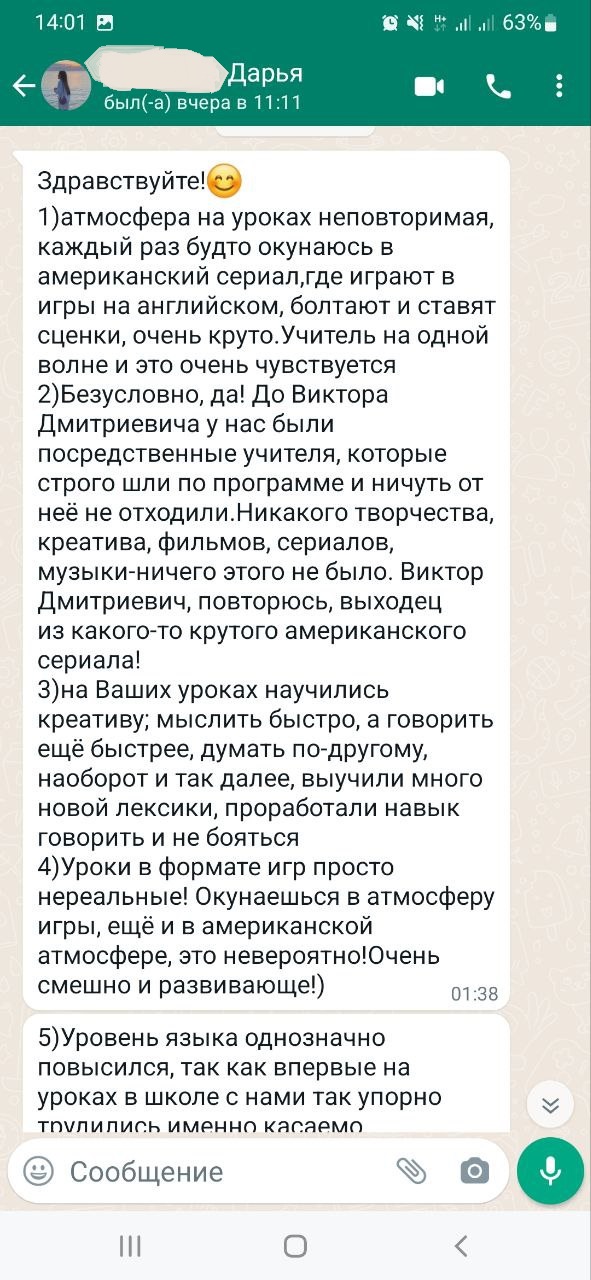 14:01
63%
Дарья
был(-а) вчера в 11:11
Здравствуйте!😊
1)атмосфера на уроках неповторимая,
каждый раз будто окунаюсь в
американский сериал,где играют в
игры на английском, болтают и ставят
сценки, очень круто.Учитель на одной
волне и это очень чувствуется
2)Безусловно, да! До Виктора
Дмитриевича у нас были
посредственные учителя, которые
строго шли по программе и ничуть от
неё не отходили.Никакого творчества,
креатива, фильмов, сериалов,
музыки-ничего этого не было. Виктор
Дмитриевич, повторюсь, выходец
из какого-то крутого американского
сериала!
3)на Ваших уроках научились
креативу; мыслить быстро, а говорить
ещё быстрее, думать по-другому,
наоборот и так далее, выучили много
новой лексики, проработали навык
говорить и не бояться
4)Уроки в формате игр просто
нереальные! Окунаешься в атмосферу
игры, ещё и в американской
атмосфере, это невероятно!Очень
смешно и развивающе!)
01:38
5)Уровень языка однозначно
повысился, так как впервые на
уроках в школе с нами так упорно
трудились именно касаемо
Сообщение